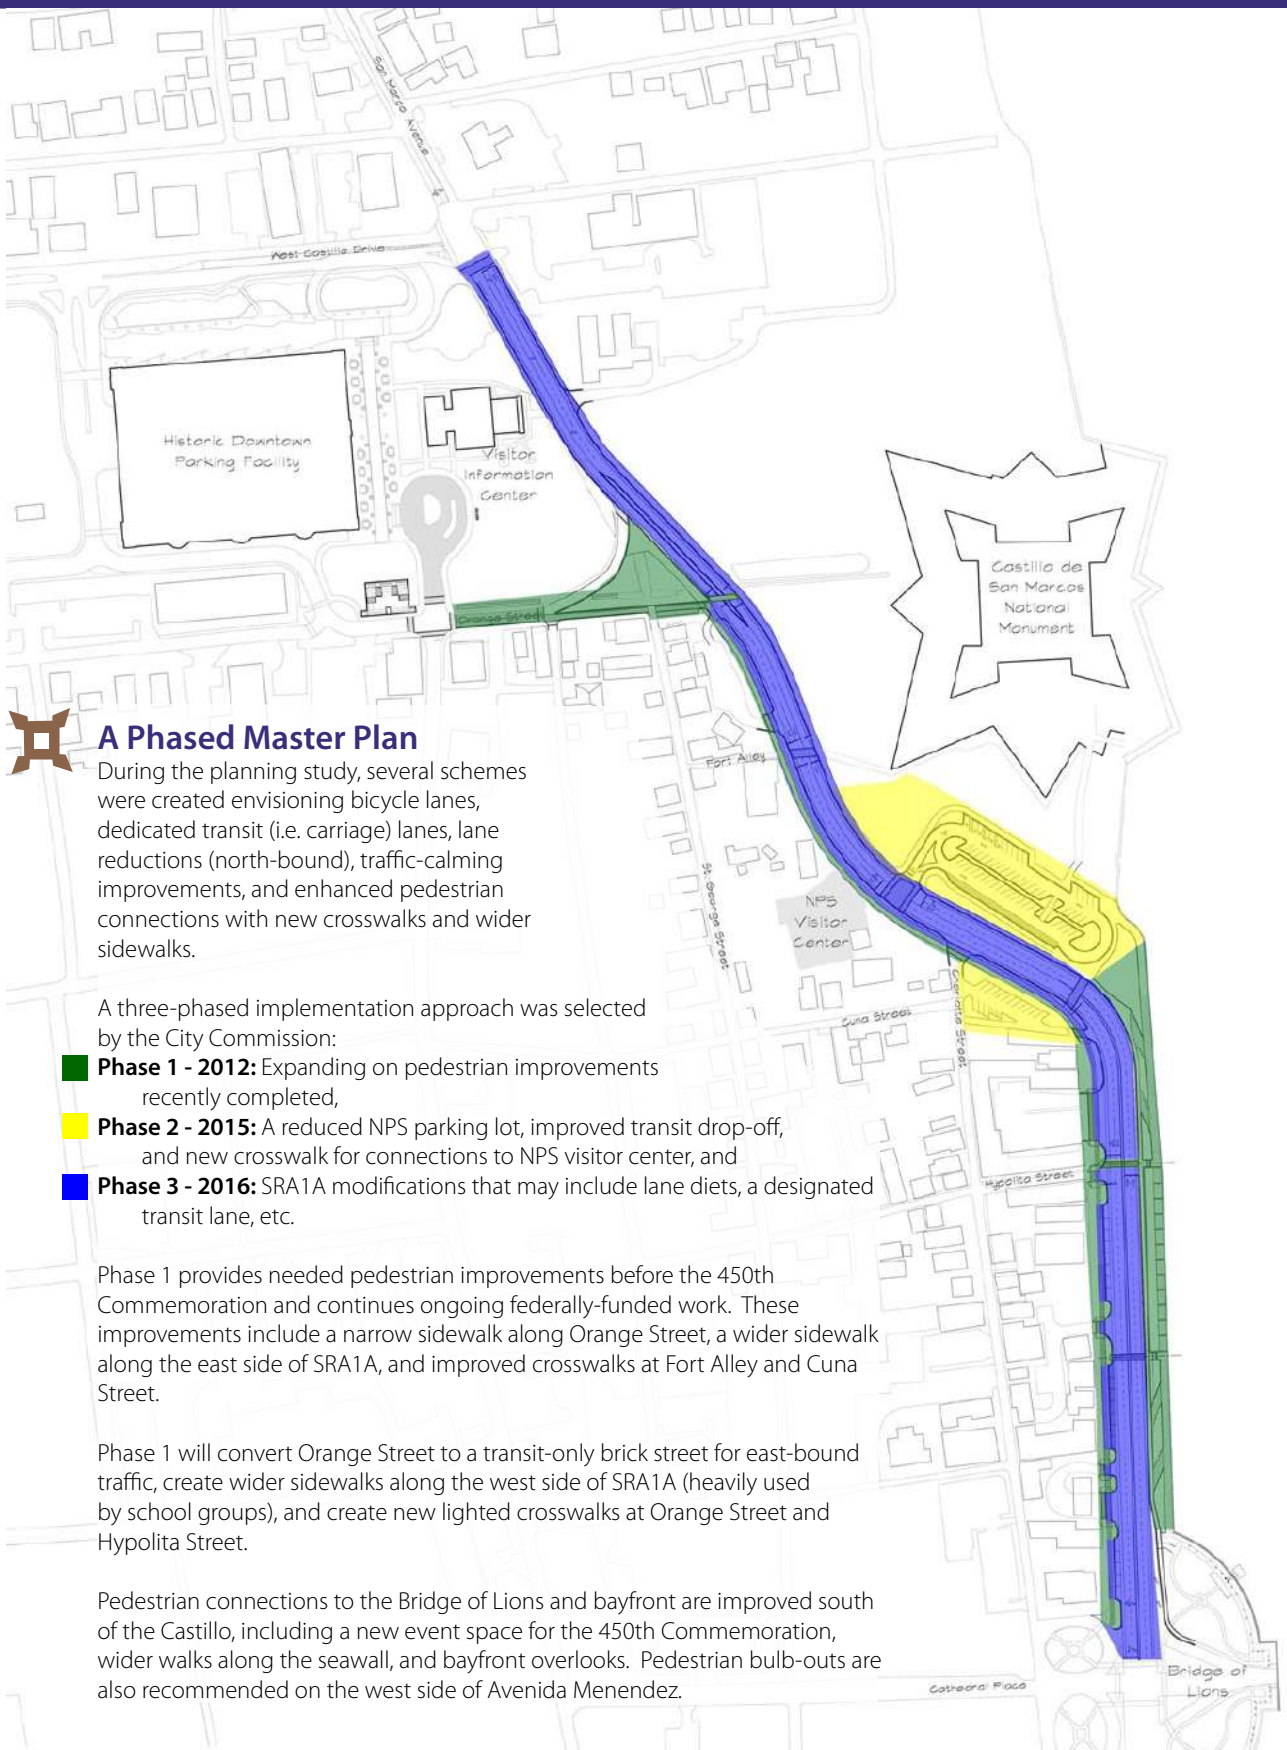 San Marco Avenue
West Castillo Drive
Historic Downtown
Parking Facility
Visitor
Information
Center
Castillo de
San Marcos
National
Monument
Orange Street
A Phased Master Plan
During the planning study, several schemes
were created envisioning bicycle lanes,
dedicated transit (i.e. carriage) lanes, lane
reductions (north-bound), traffic-calming
improvements, and enhanced pedestrian
connections with new crosswalks and wider
sidewalks.
Fort Alley
St. George Street
NPS
Visitor
Center
Charlotte Street
Cuna Street
A three-phased implementation approach was selected
by the City Commission:
Phase 1 - 2012: Expanding on pedestrian improvements
recently completed,
Phase 2 - 2015: A reduced NPS parking lot, improved transit drop-off,
and new crosswalk for connections to NPS visitor center, and
Phase 3 - 2016: SRA1A modifications that may include lane diets, a designated
transit lane, etc.
Hypolita Street
Phase 1 provides needed pedestrian improvements before the 450th
Commemoration and continues ongoing federally-funded work. These
improvements include a narrow sidewalk along Orange Street, a wider sidewalk
along the east side of SRA1A, and improved crosswalks at Fort Alley and Cuna
Street.
Phase 1 will convert Orange Street to a transit-only brick street for east-bound
traffic, create wider sidewalks along the west side of SRA1A (heavily used
by school groups), and create new lighted crosswalks at Orange Street and
Hypolita Street.
Pedestrian connections to the Bridge of Lions and bayfront are improved south
of the Castillo, including a new event space for the 450th Commemoration,
wider walks along the seawall, and bayfront overlooks. Pedestrian bulb-outs are
also recommended on the west side of Avenida Menendez.
Cathedral Place
Bridge of
Lions